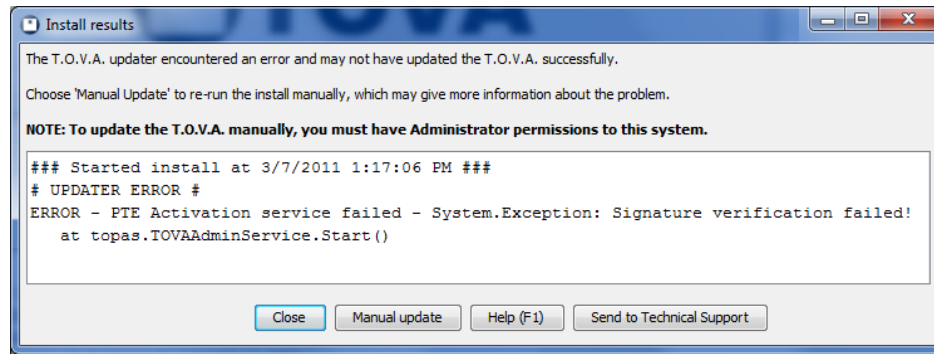 TOVA
Install results
The T.O.V.A. updater encountered an error and may not have updated the T.O.V.A. successfully.
Choose 'Manual Update' to re-run the install manually, which may give more information about the problem.
NOTE: To update the T.O.V.A. manually, you must have Administrator permissions to this system.
### Started install at 3/7/2011 1:17:06 PM ###
# UPDATER ERROR #
ERROR - PTE Activation service failed - System.Exception: Signature verification failed!
at topas.TOVAAdminService.Start()
Close Manual update Help (F1) Send to Technical Support